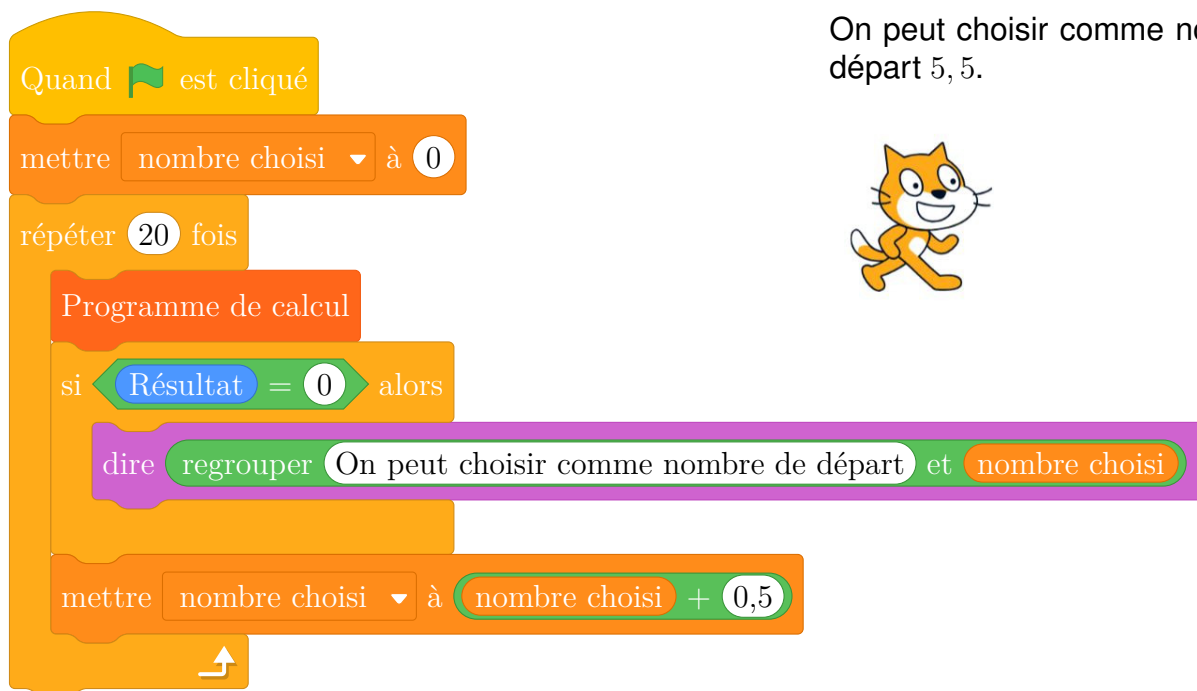 On peut choisir comme
départ 5, 5.
Quand est cliqué
mettre nombre choisi à 0
répéter 20 fois
Programme de calcul
si Résultat = 0 alors
dire regrouper On peut choisir comme nombre de départ et nombre choisi
mettre nombre choisi à nombre choisi + 0,5